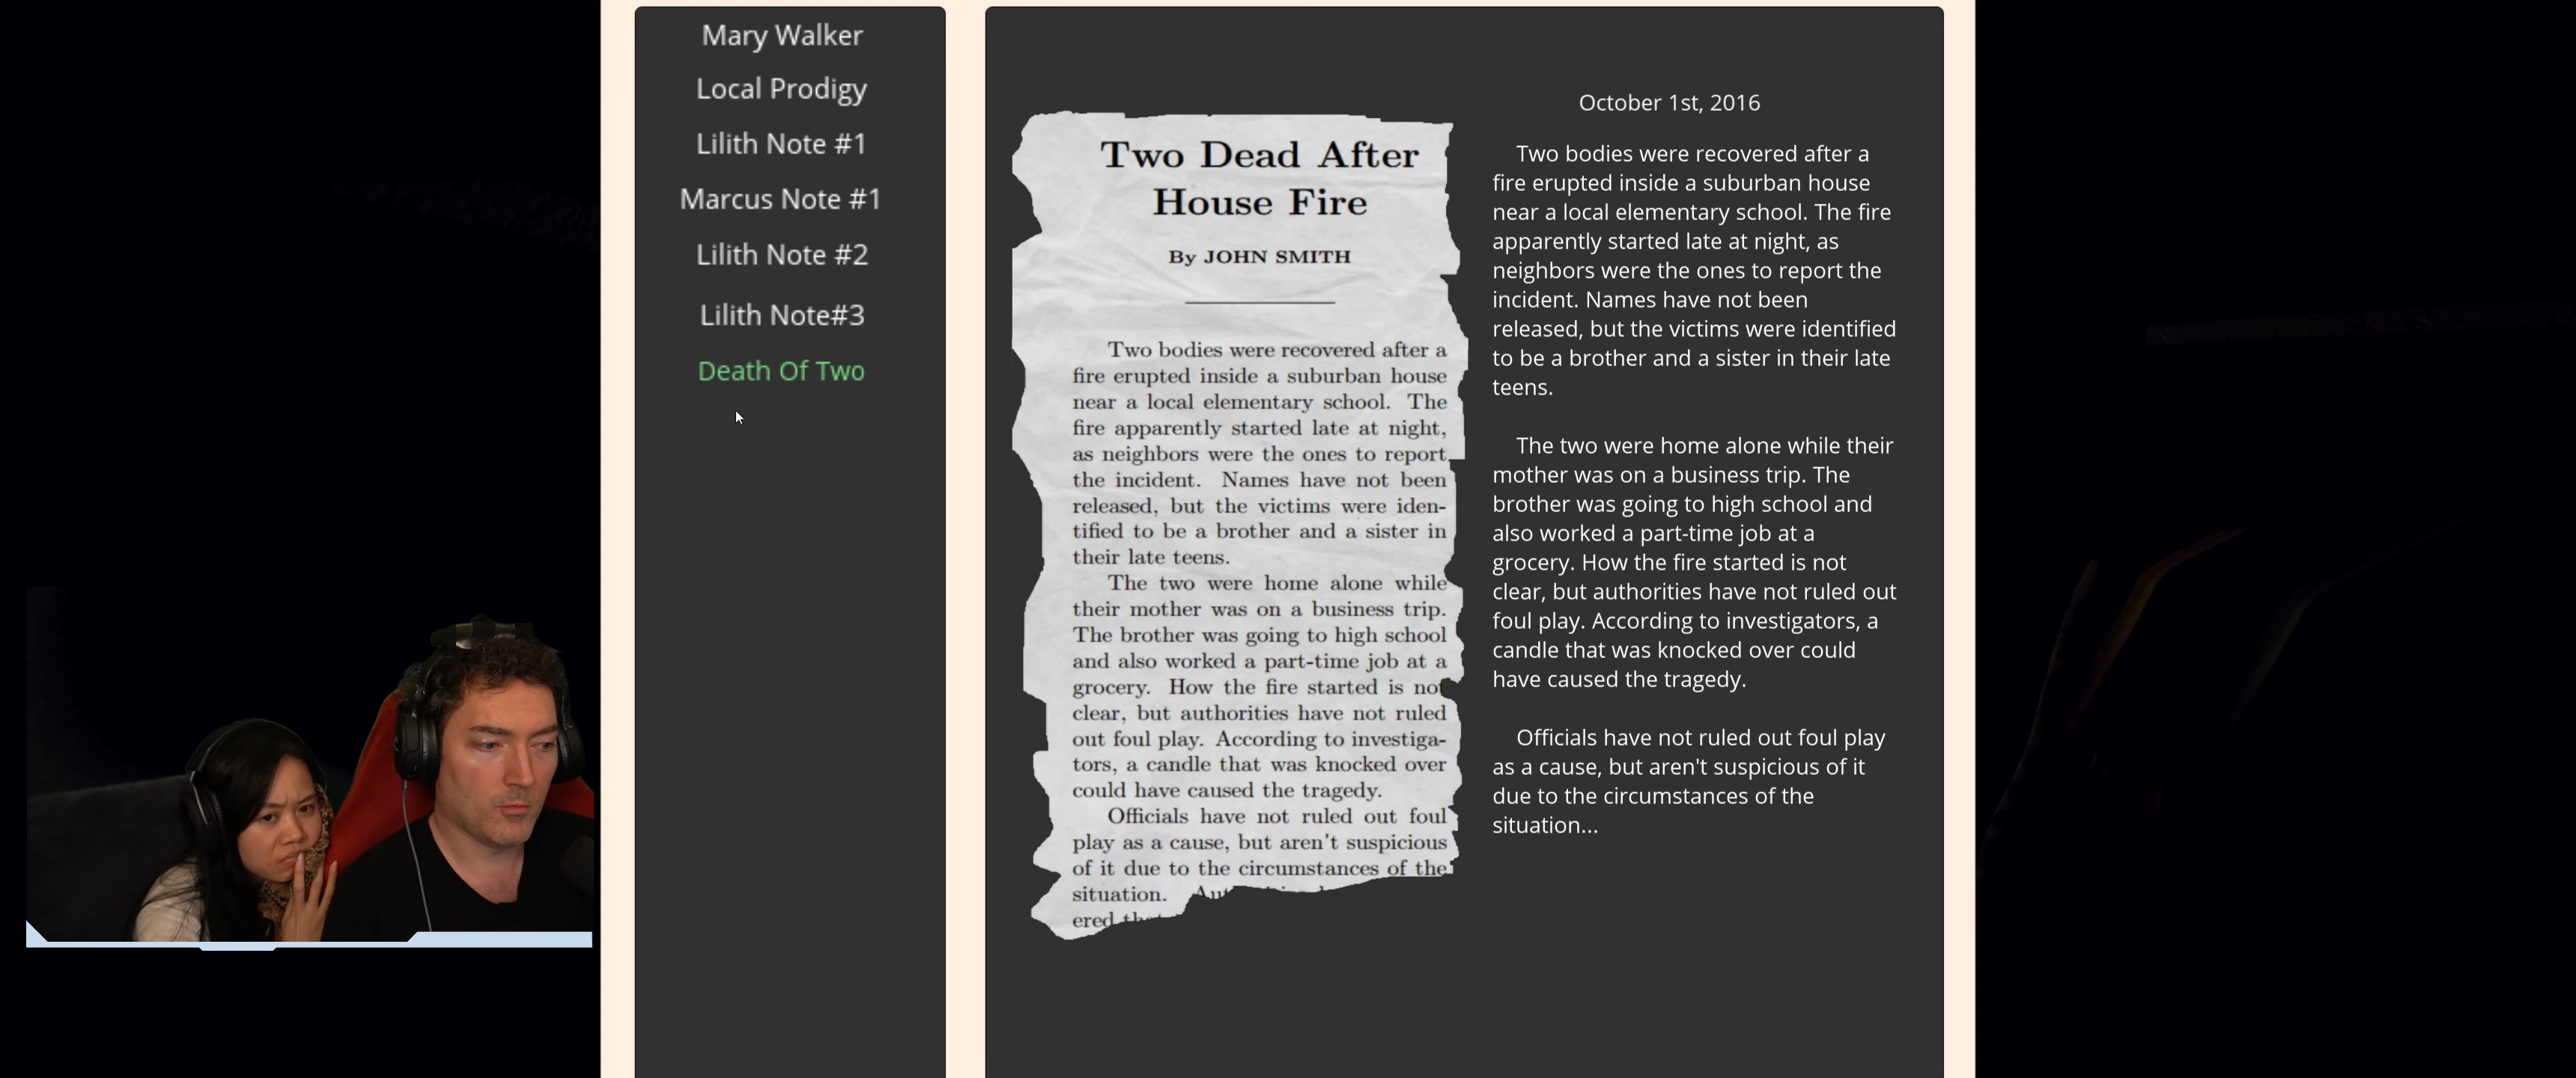 Mary Walker
Local Prodigy
Lilith Note #1
Marcus Note #1
Lilith Note #2
Lilith Note#3
Death Of Two
Two Dead After
House Fire
By JOHN SMITH
Two bodies were recovered after a
fire erupted inside a suburban house
near a local elementary school. The
fire apparently started late at night,
as neighbors were the ones to report
the incident. Names have not been
released, but the victims were iden-
tified to be a brother and a sister in
their late teens.
The two were home alone while
their mother was on a business trip.
The brother was going to high school
and also worked a part-time job at a
grocery. How the fire started is not
clear, but authorities have not ruled
out foul play. According to investiga-
tors, a candle that was knocked over
could have caused the tragedy.
Officials have not ruled out foul
play as a cause, but aren't suspicious
of it due to the circumstances of the
situation.
ered
October 1st, 2016
Two bodies were recovered after a
fire erupted inside a suburban house
near a local elementary school. The fire
apparently started late at night, as
neighbors were the ones to report the
incident. Names have not been
released, but the victims were identified
to be a brother and a sister in their late
teens.
The two were home alone while their
mother was on a business trip. The
brother was going to high school and
also worked a part-time job at a
grocery. How the fire started is not
clear, but authorities have not ruled out
foul play. According to investigators, a
candle that was knocked over could
have caused the tragedy.
Officials have not ruled out foul play
as a cause, but aren't suspicious of it
due to the circumstances of the
situation...